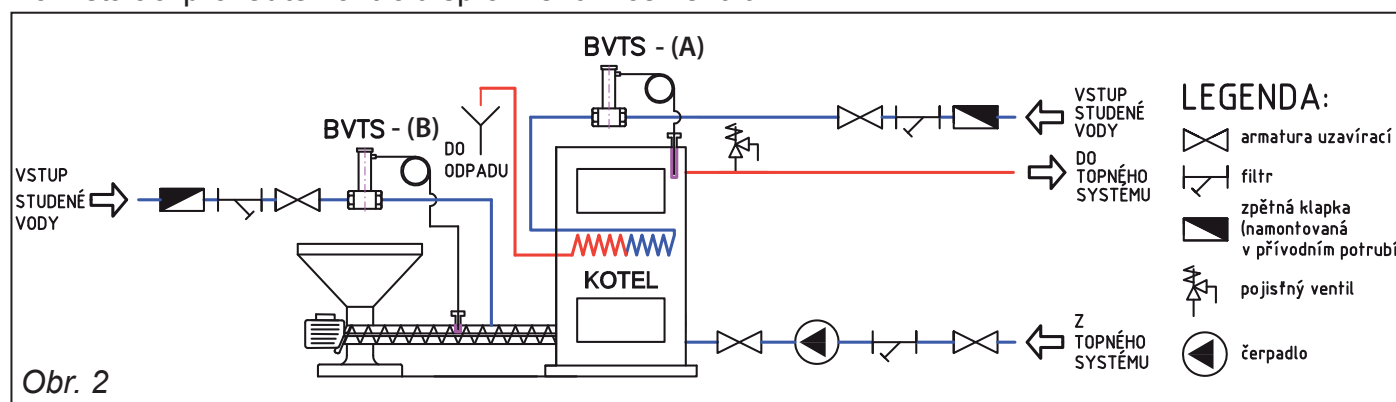 BVTS - (A)
VSTUP
STUDENÉ
VODY
BVTS - (B)
DO
ODPADU
DO
TOPNÉHO
SYSTÉMU
VSTUP
STUDENÉ
VODY
KOTEL
Z
TOPNÉHO
SYSTÉMU
LEGENDA:
armatura uzavírací
filtr
zpětná klapka
(namontovaná
v přívodním potrubí
pojistný ventil
čerpadlo
Obr. 2